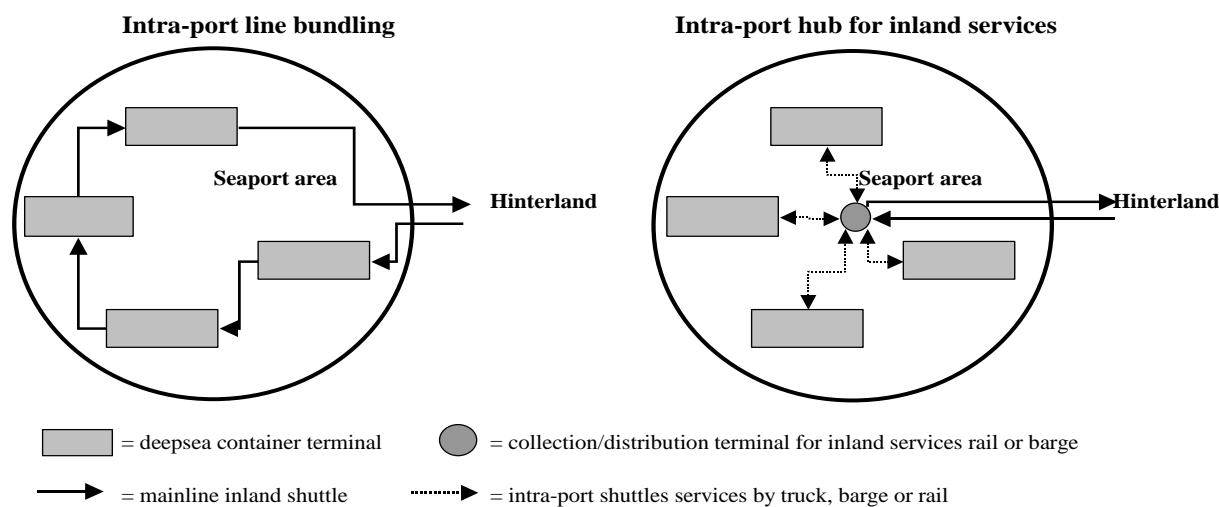 Intra-port line bundling
Intra-port hub for inland services
Seaport area
Hinterland
Seaport area
Hinterland
= deepsea container terminal
= collection/distribution terminal for inland services rail or barge
= mainline inland shuttle
= intra-port shuttles services by truck, barge or rail